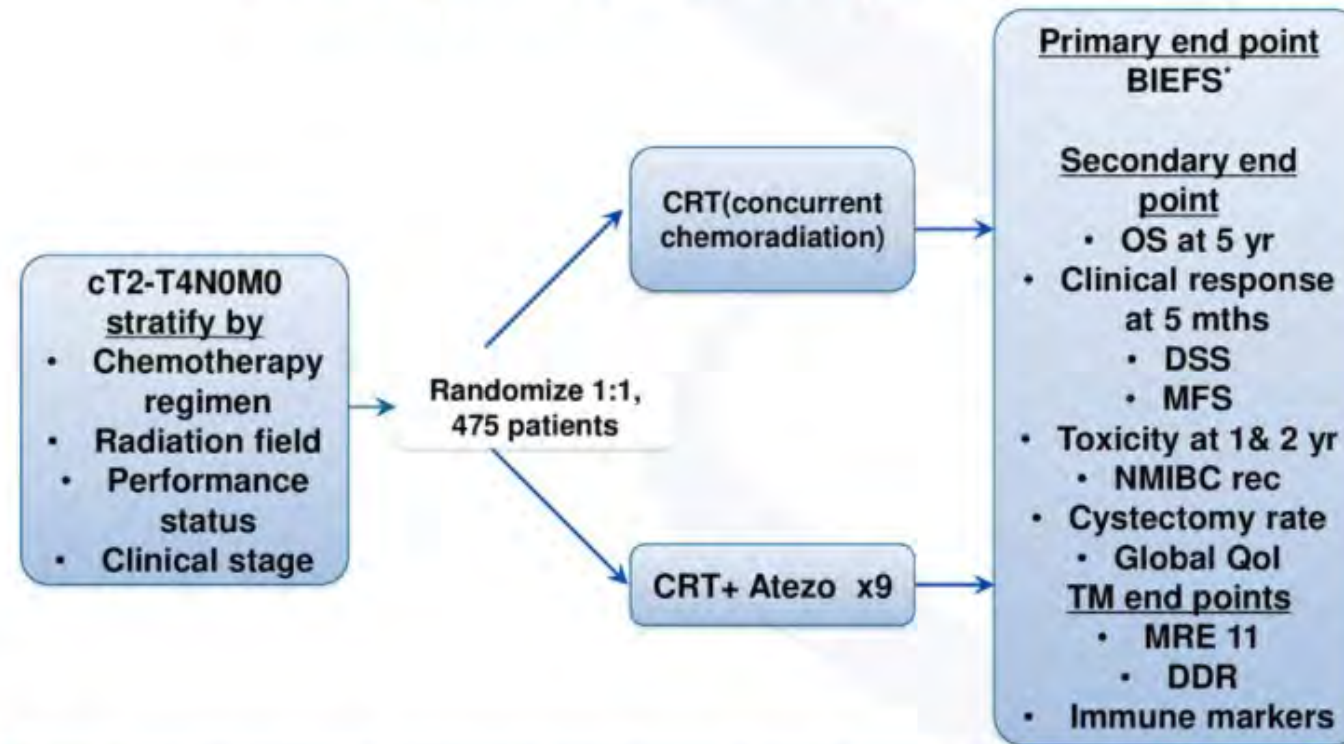 cT2-T4N0M0
stratify by
• Chemotherapy
regimen
• Radiation field
• Performance
status
• Clinical stage
Randomize 1:1,
475 patients
CRT(concurrent
chemoradiation)
CRT+ Atezo x9
Primary end point
BIEFS*
Secondary end
point
• OS at 5 yr
• Clinical response
at 5 mths
• DSS
• MFS
• Toxicity at 1& 2 yr
• NMIBC rec
• Cystectomy rate
• Global Qol
TM end points
• MRE 11
• DDR
• Immune markers